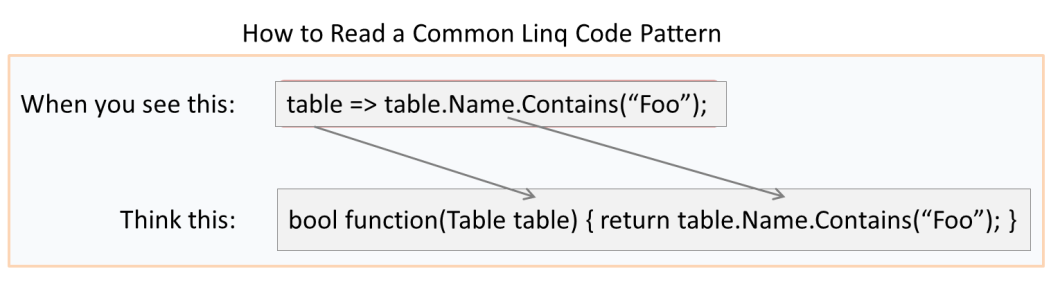 How to Read a Common Linq Code Pattern
When you see this: table => table.Name.Contains(“Foo”);
Think this: bool function(Table table) { return table.Name.Contains(“Foo”); }